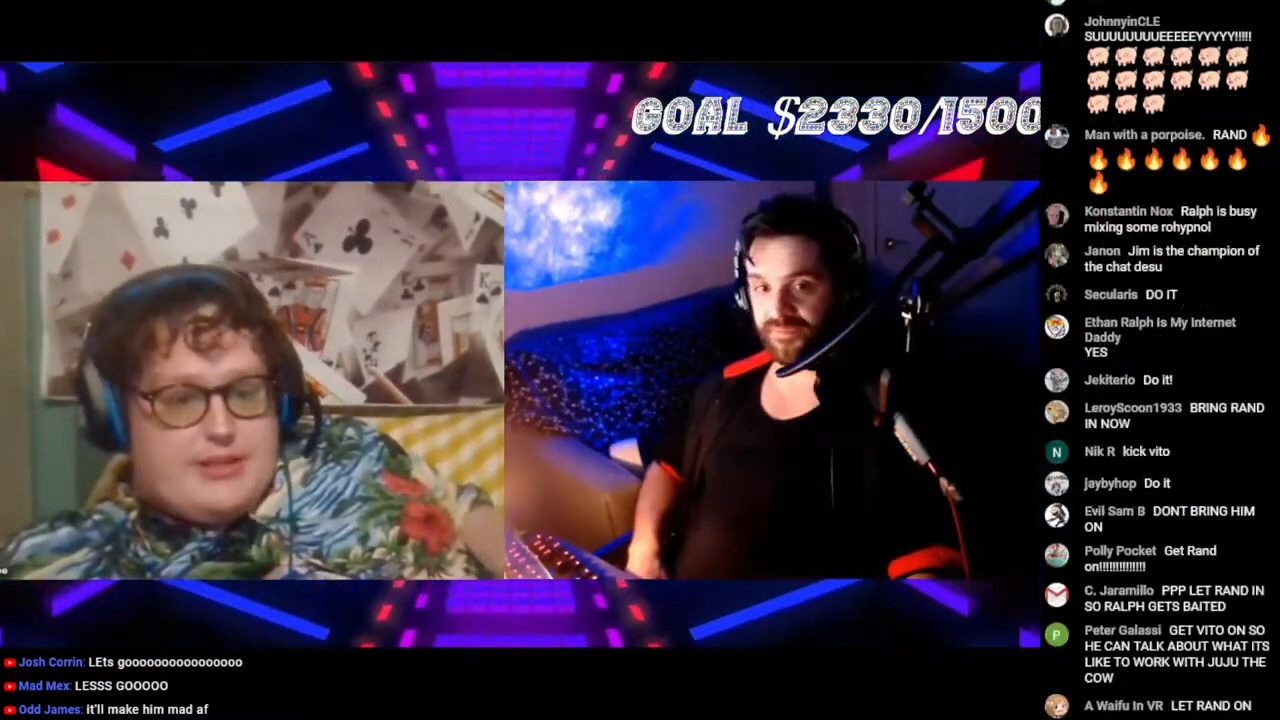 GOAL $2330/1500
JohnnyinCLE
SUUUUUUUUEEEEEYYYYY!!!!!
Man with a porpoise. RAND
Konstantin Nox Ralph is busy
mixing some rohypnol
Janon Jim is the champion of
the chat desu
Secularis DO IT
Ethan Ralph Is My Internet
Daddy
YES
Jekiterio Do it!
LeroyScoon1933 BRING RAND
IN NOW
N Nik R kick vito
jaybyhop Do it
Evil Sam B DONT BRING HIM
ON
Polly Pocket Get Rand
on!!!!!!!!!!!!!!
C. Jaramillo PPP LET RAND IN
SO RALPH GETS BAITED
P Peter Galassi GET VITO ON SO
HE CAN TALK ABOUT WHAT ITS
LIKE TO WORK WITH JUJU THE
COW
A Waifu In VR LET RAND ON
Josh Corrin: LEts gooooooooooooooooo
Mad Mex: LESSS GOOOOO
Odd James: it'll make him mad af